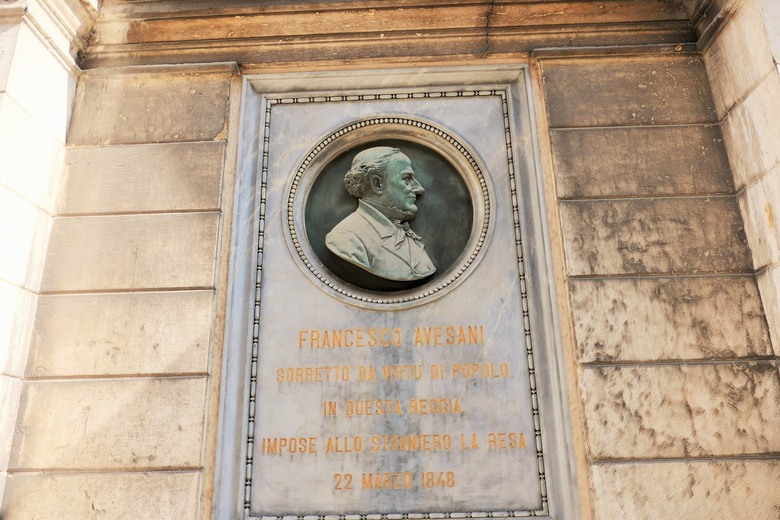 FRANCESCO AVESANI
SORRETTO DA VIRTÙ DI POPOLO
IN QUESTA REGGIA
IMPOSE ALLO STRANIERO LA RESA
22 MARZO 1848